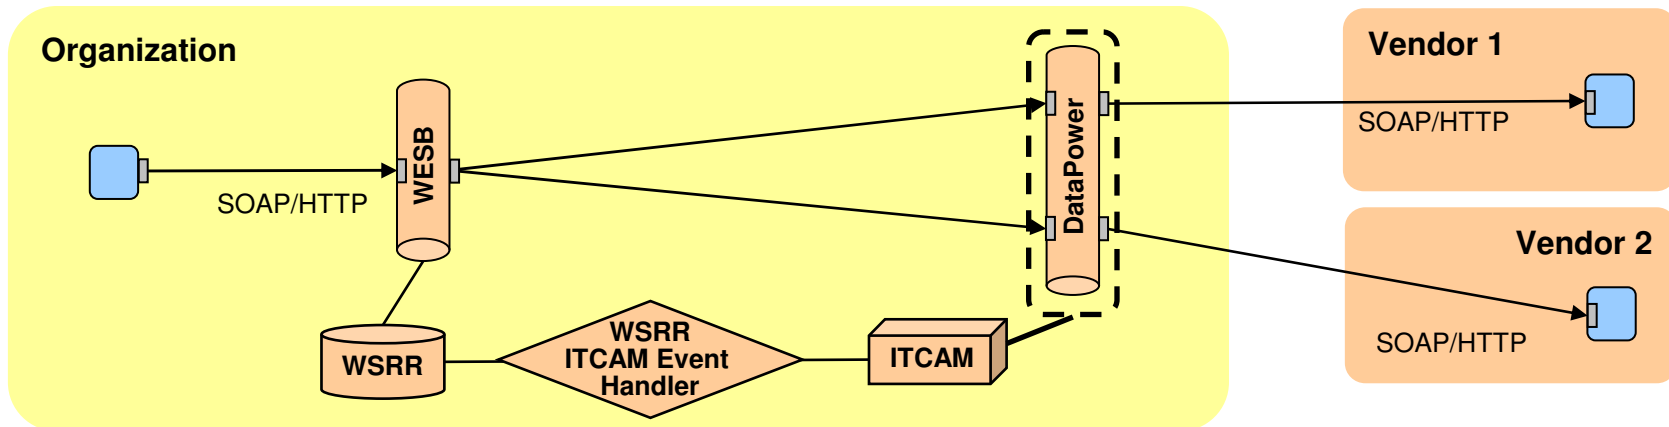 Organization
WESB
SOAP/HTTP
DataPower
Vendor 1
SOAP/HTTP
Vendor 2
SOAP/HTTP
WSRR
WSRR
ITCAM Event
Handler
ITCAM